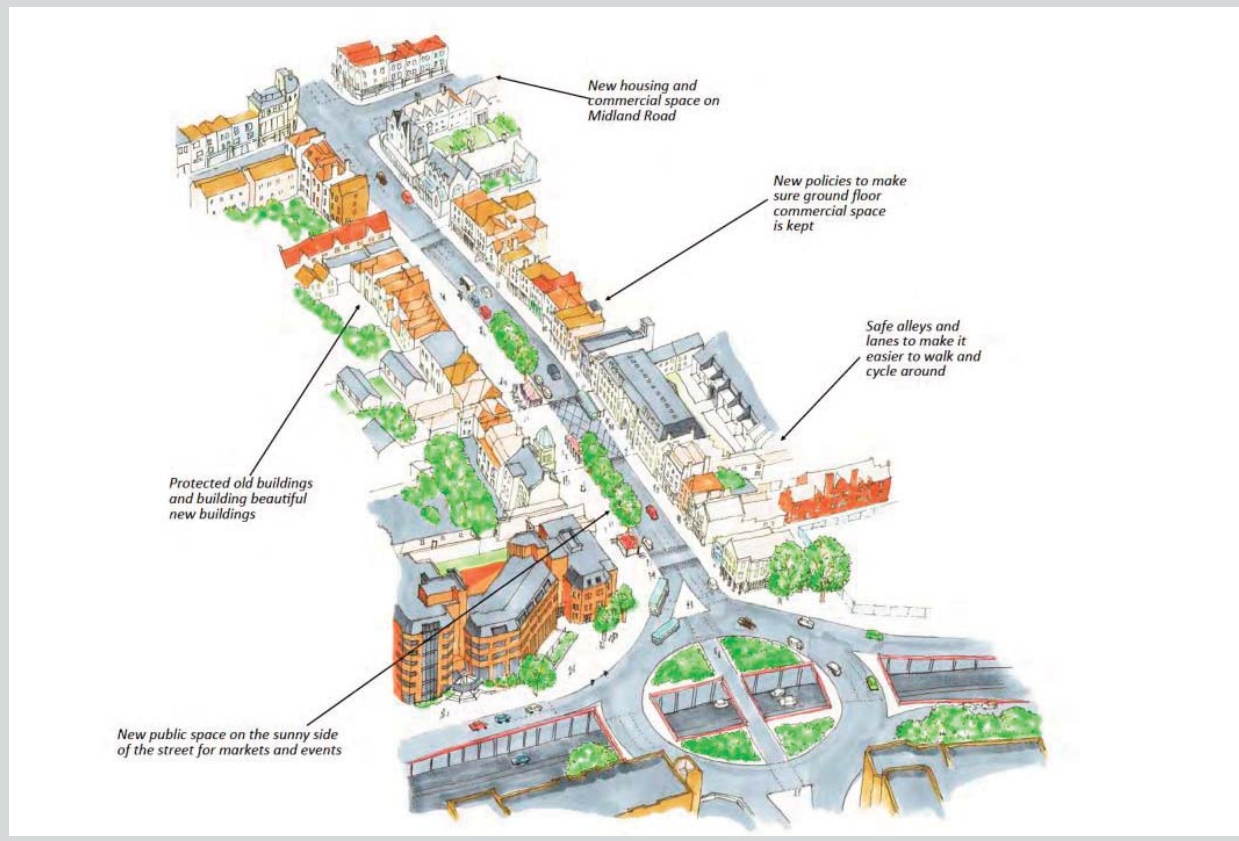 New housing and
commercial space on
Midland Road
New policies to make
sure ground floor
commercial space
is kept
Safe alleys and
lanes to make it
easier to walk and
cycle around
Protected old buildings
and building beautiful
new buildings
New public space on the sunny side
of the street for markets and events